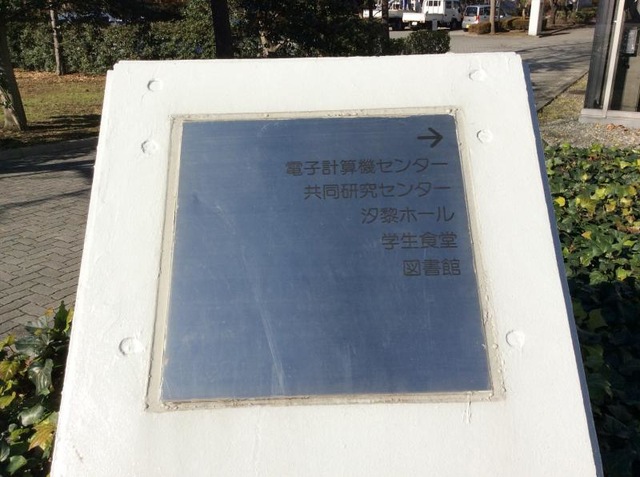 →
電子計算機センター
共同研究センター
汐黎ホール
学生食堂
図書館